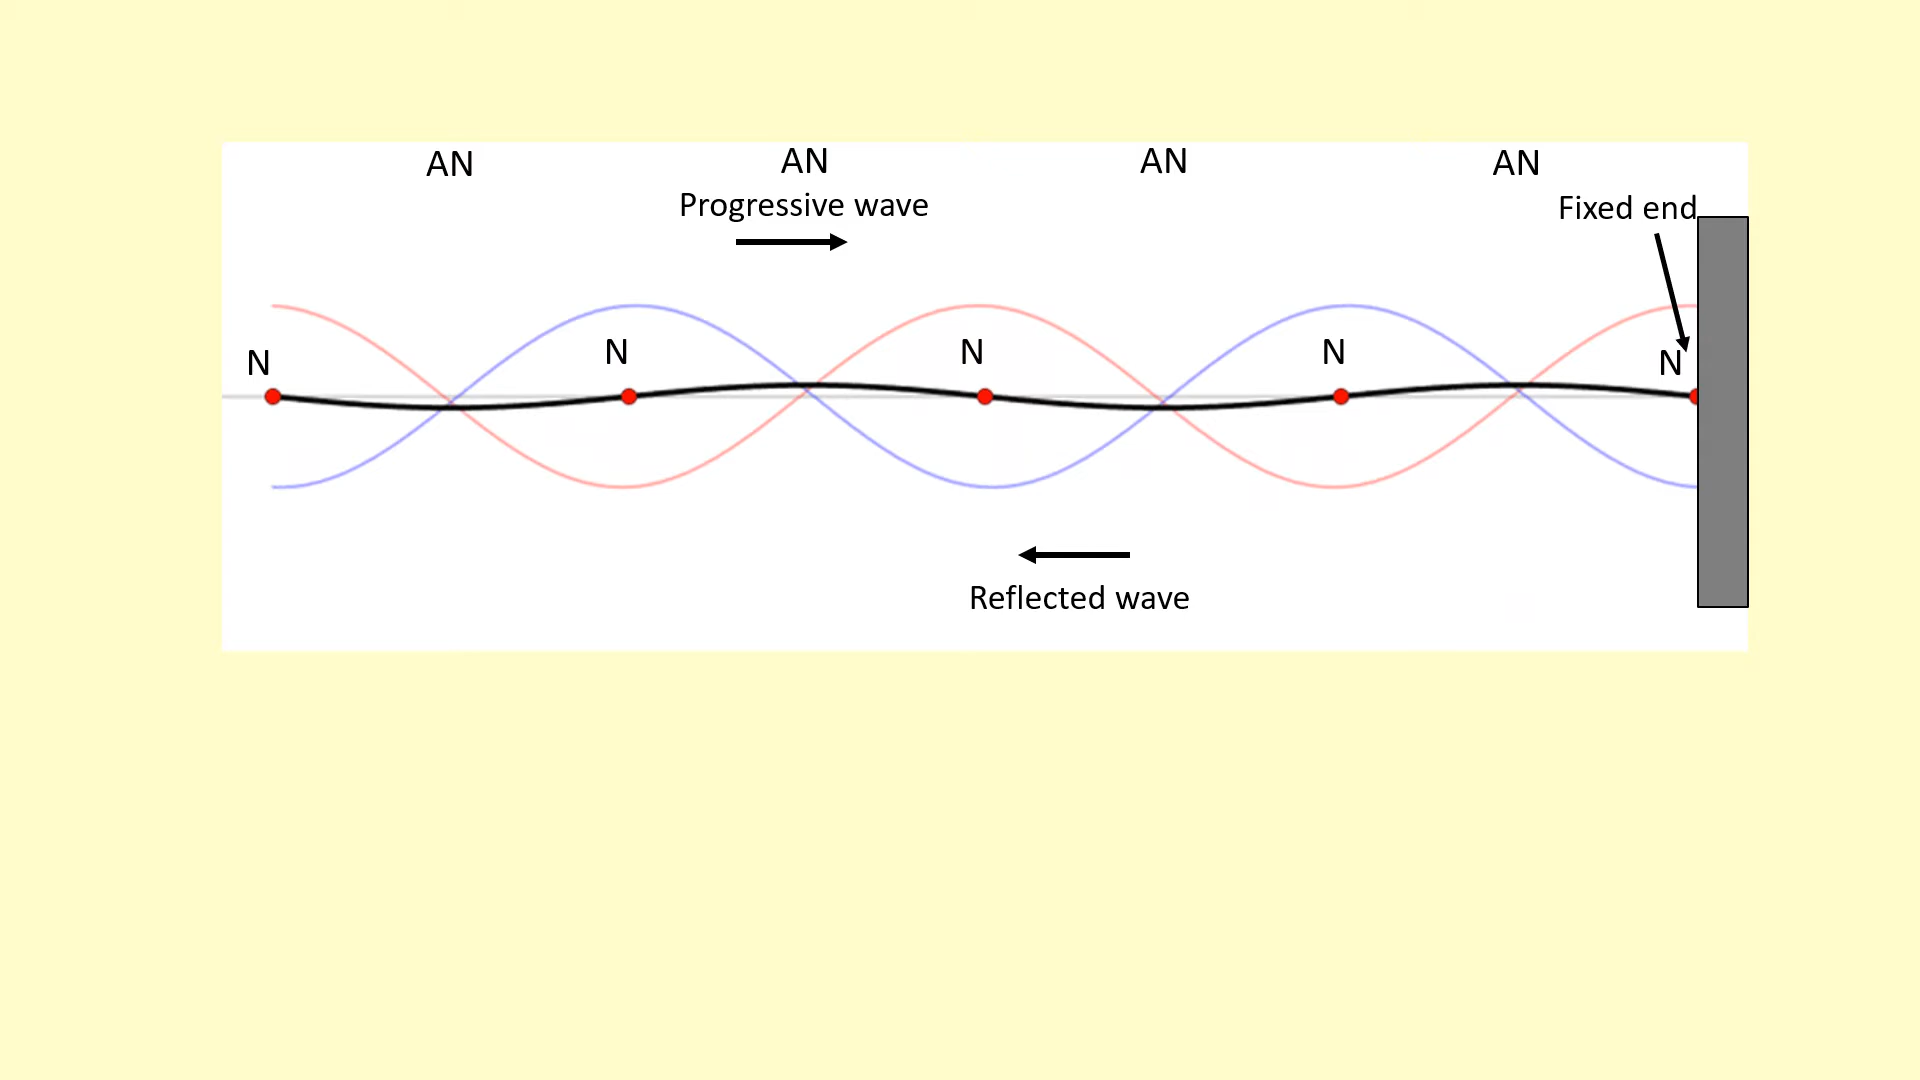 AN AN AN AN
Progressive wave
Fixed end
N N N N N
Reflected wave